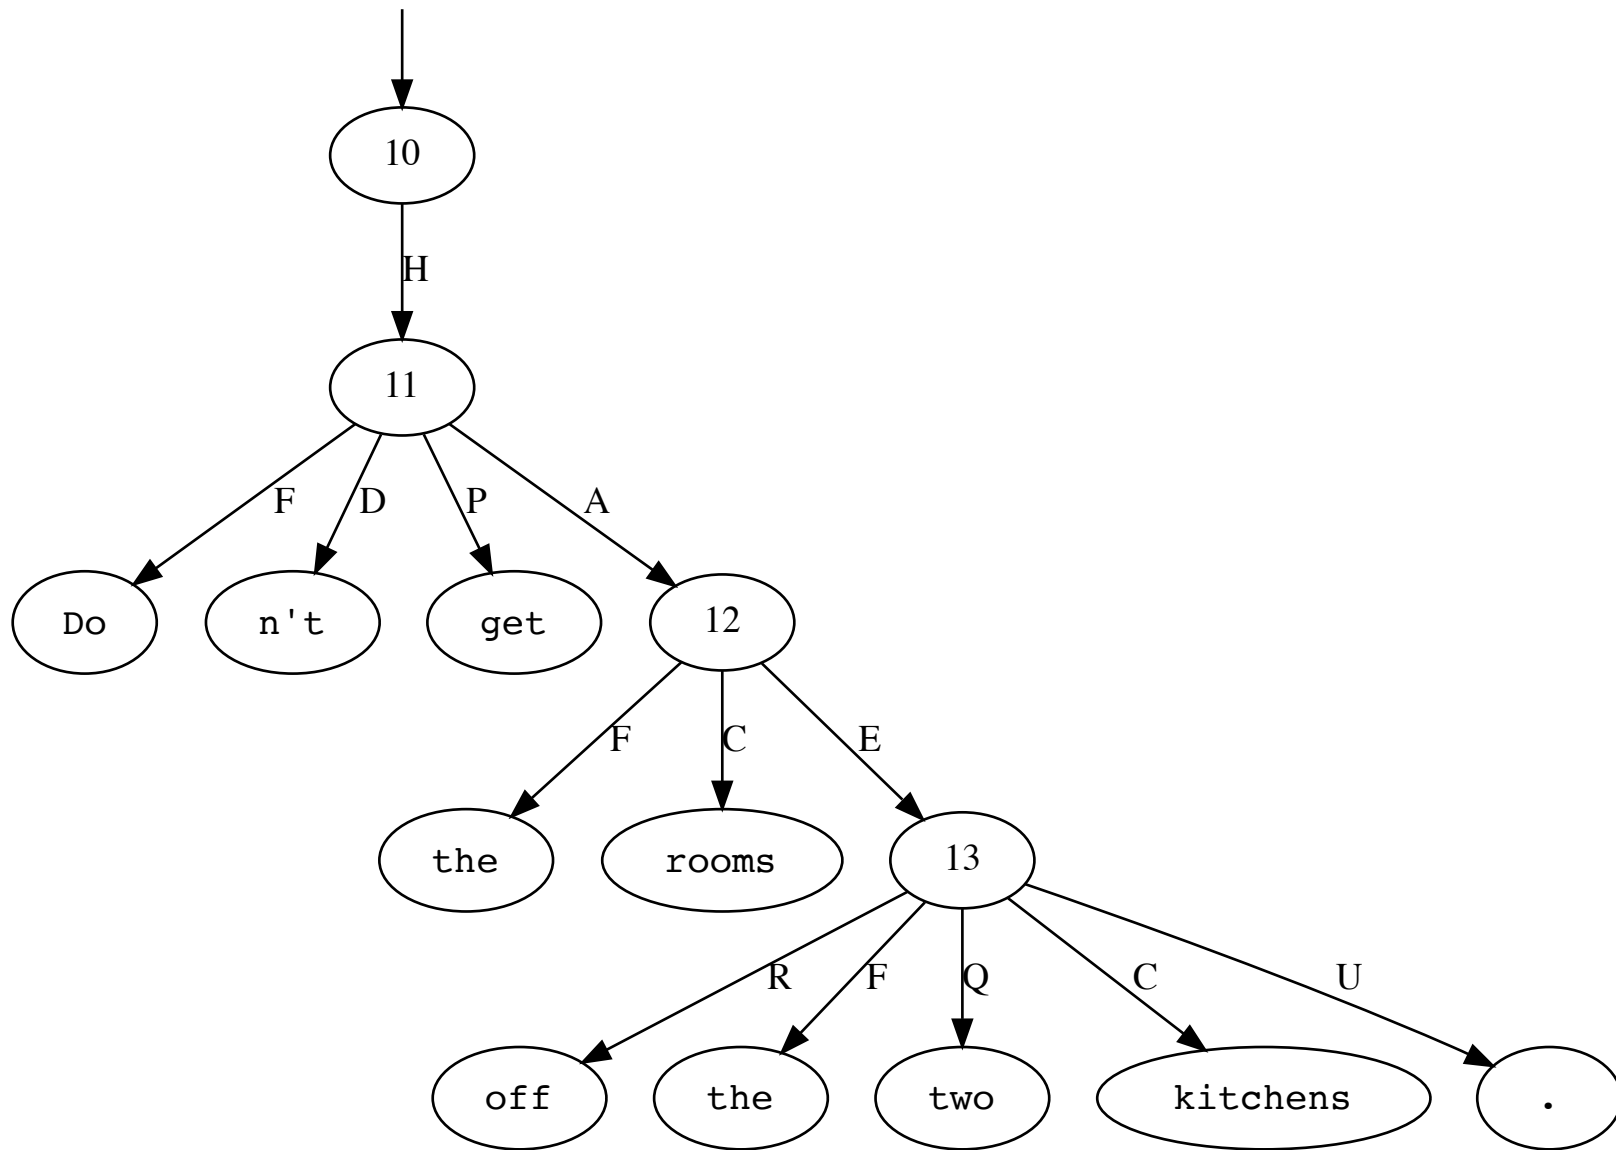 10
H
11
F D P A
Do n't get 12
F C E
the rooms 13
R F Q C U
off the two kitchens .